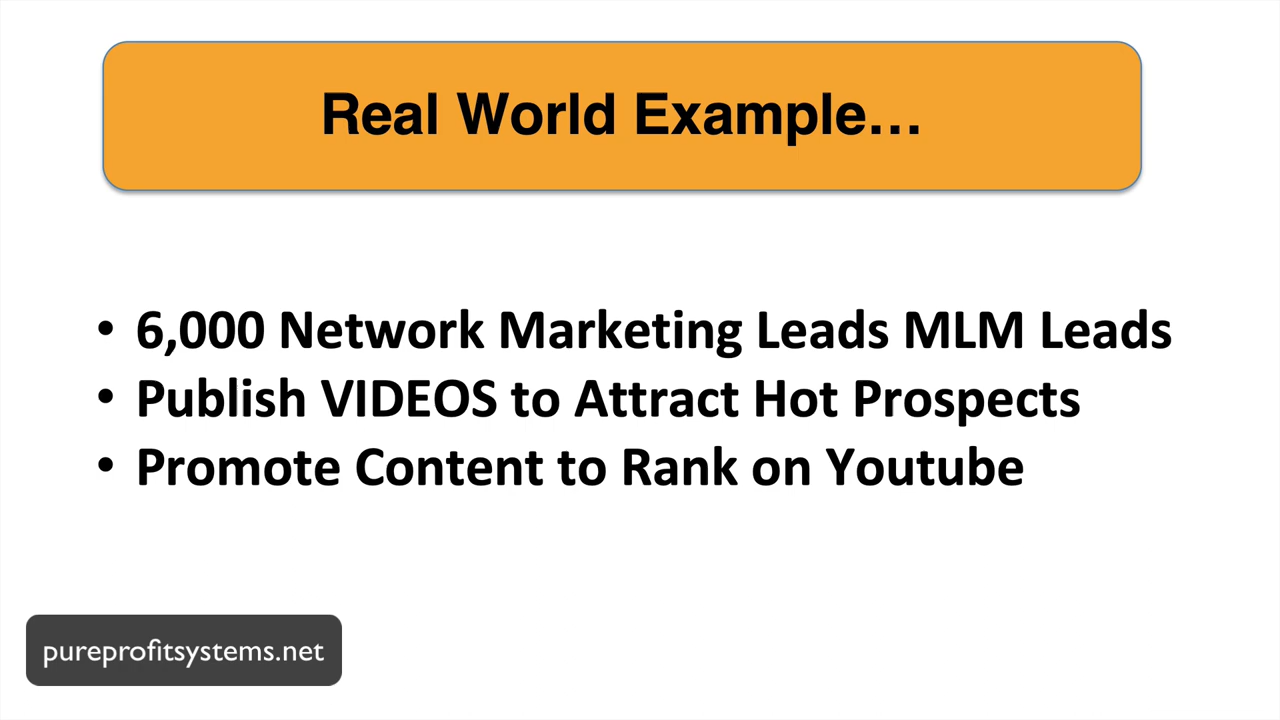 Real World Example...
• 6,000 Network Marketing Leads MLM Leads
• Publish VIDEOS to Attract Hot Prospects
• Promote Content to Rank on Youtube
pureprofitsystems.net